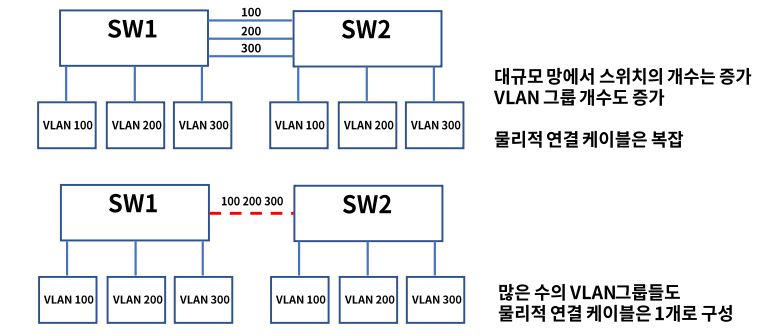 100
SW1
200
SW2
300
대규모 망에서 스위치의 개수는 증가
VLAN 그룹 개수도 증가
VLAN 100
VLAN 200
VLAN 300
VLAN 100
VLAN 200
VLAN 300
물리적 연결 케이블은 복잡
SW1
100 200 300
SW2
VLAN 100
VLAN 200
VLAN 300
VLAN 100
VLAN 200
VLAN 300
많은 수의 VLAN그룹들도
물리적 연결 케이블은 1개로 구성